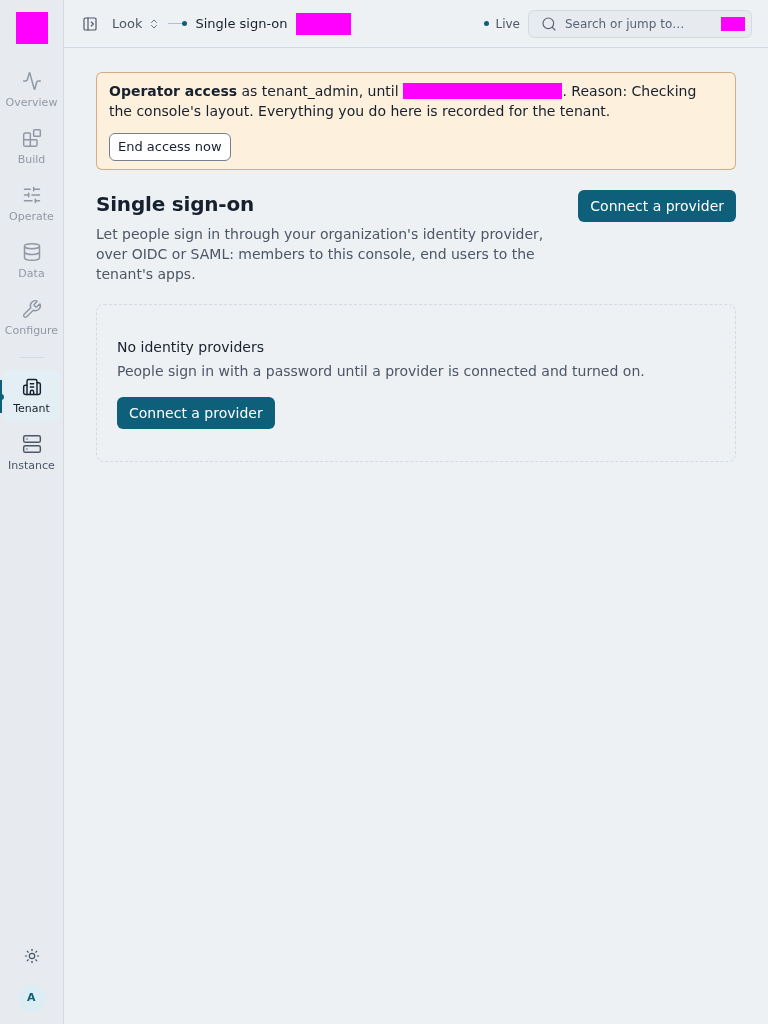 Look
Single sign-on
Live
Search or jump to…
Overview
Build
Operate
Data
Configure
Tenant
Instance
A
Operator access as tenant_admin, until . Reason: Checking
the console's layout. Everything you do here is recorded for the tenant.
End access now
Single sign-on
Connect a provider
Let people sign in through your organization's identity provider,
over OIDC or SAML: members to this console, end users to the
tenant's apps.
No identity providers
People sign in with a password until a provider is connected and turned on.
Connect a provider